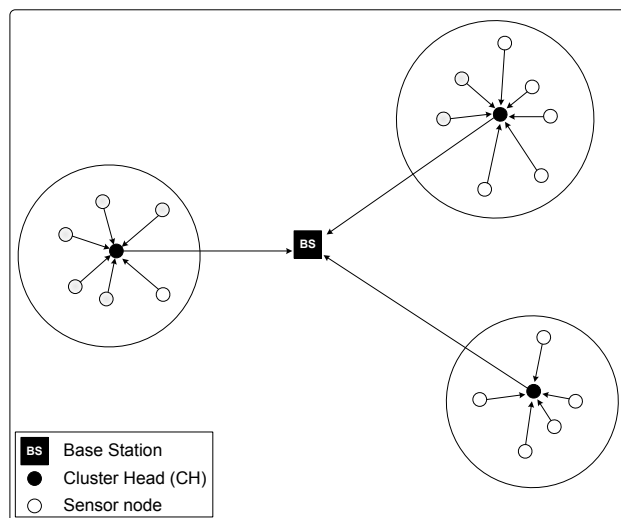 BS
BS Base Station
Cluster Head (CH)
Sensor node